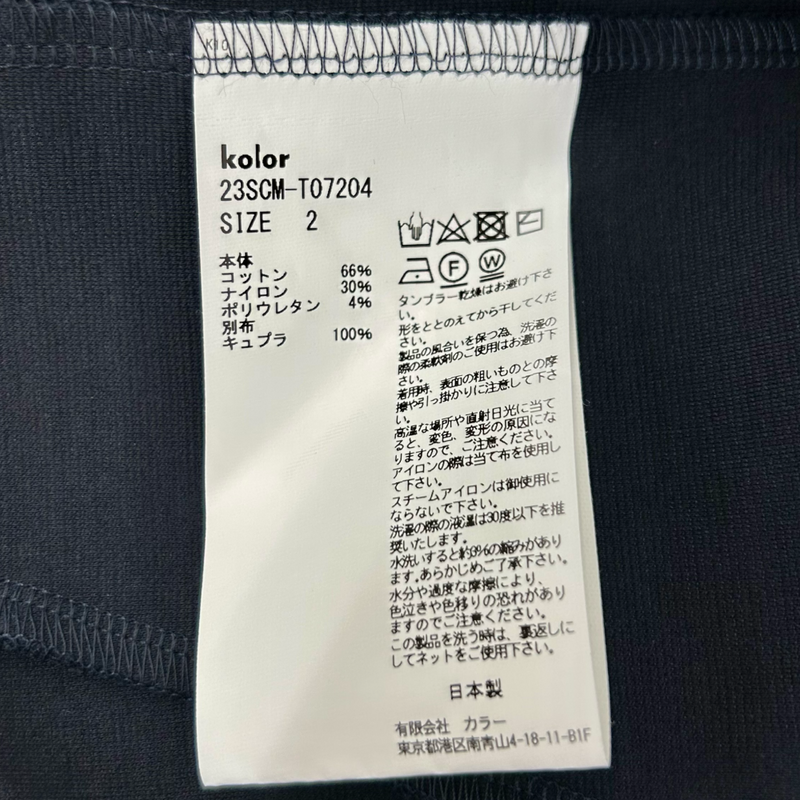 K10
kolor
23SCM-T07204
SIZE 2
本体
コットン 66%
ナイロン 30%
ポリウレタン 4%
別布
キュプラ 100%
F
W
タンブラー乾燥はお避け下さ
い。
形をととのえてから干してくだ
さい。
製品の風合いを保つ為、洗濯の
際の柔軟剤のご使用はお避け下
さい。
着用時、表面の粗いものとの摩
擦や引っ掛かりに注意して下さ
い。
高温な場所や直射日光に当て
ると、変色、変形の原因にな
りますので、ご注意ください。
アイロンの際は当て布を使用し
て下さい。
スチームアイロンは御使用に
ならないで下さい。
洗濯の際の液温は30度以下を推
奨いたします。
水洗いすると約3%の縮みがあり
ます。あらかじめご了承下さい。
水分や過度な摩擦により、
色泣きや色移りの恐れがあり
ますのでご注意ください。
この製品を洗う時は、裏返しに
してネットをご使用下さい。
日本製
有限会社 カラー
東京都港区南青山4-18-11-B1F